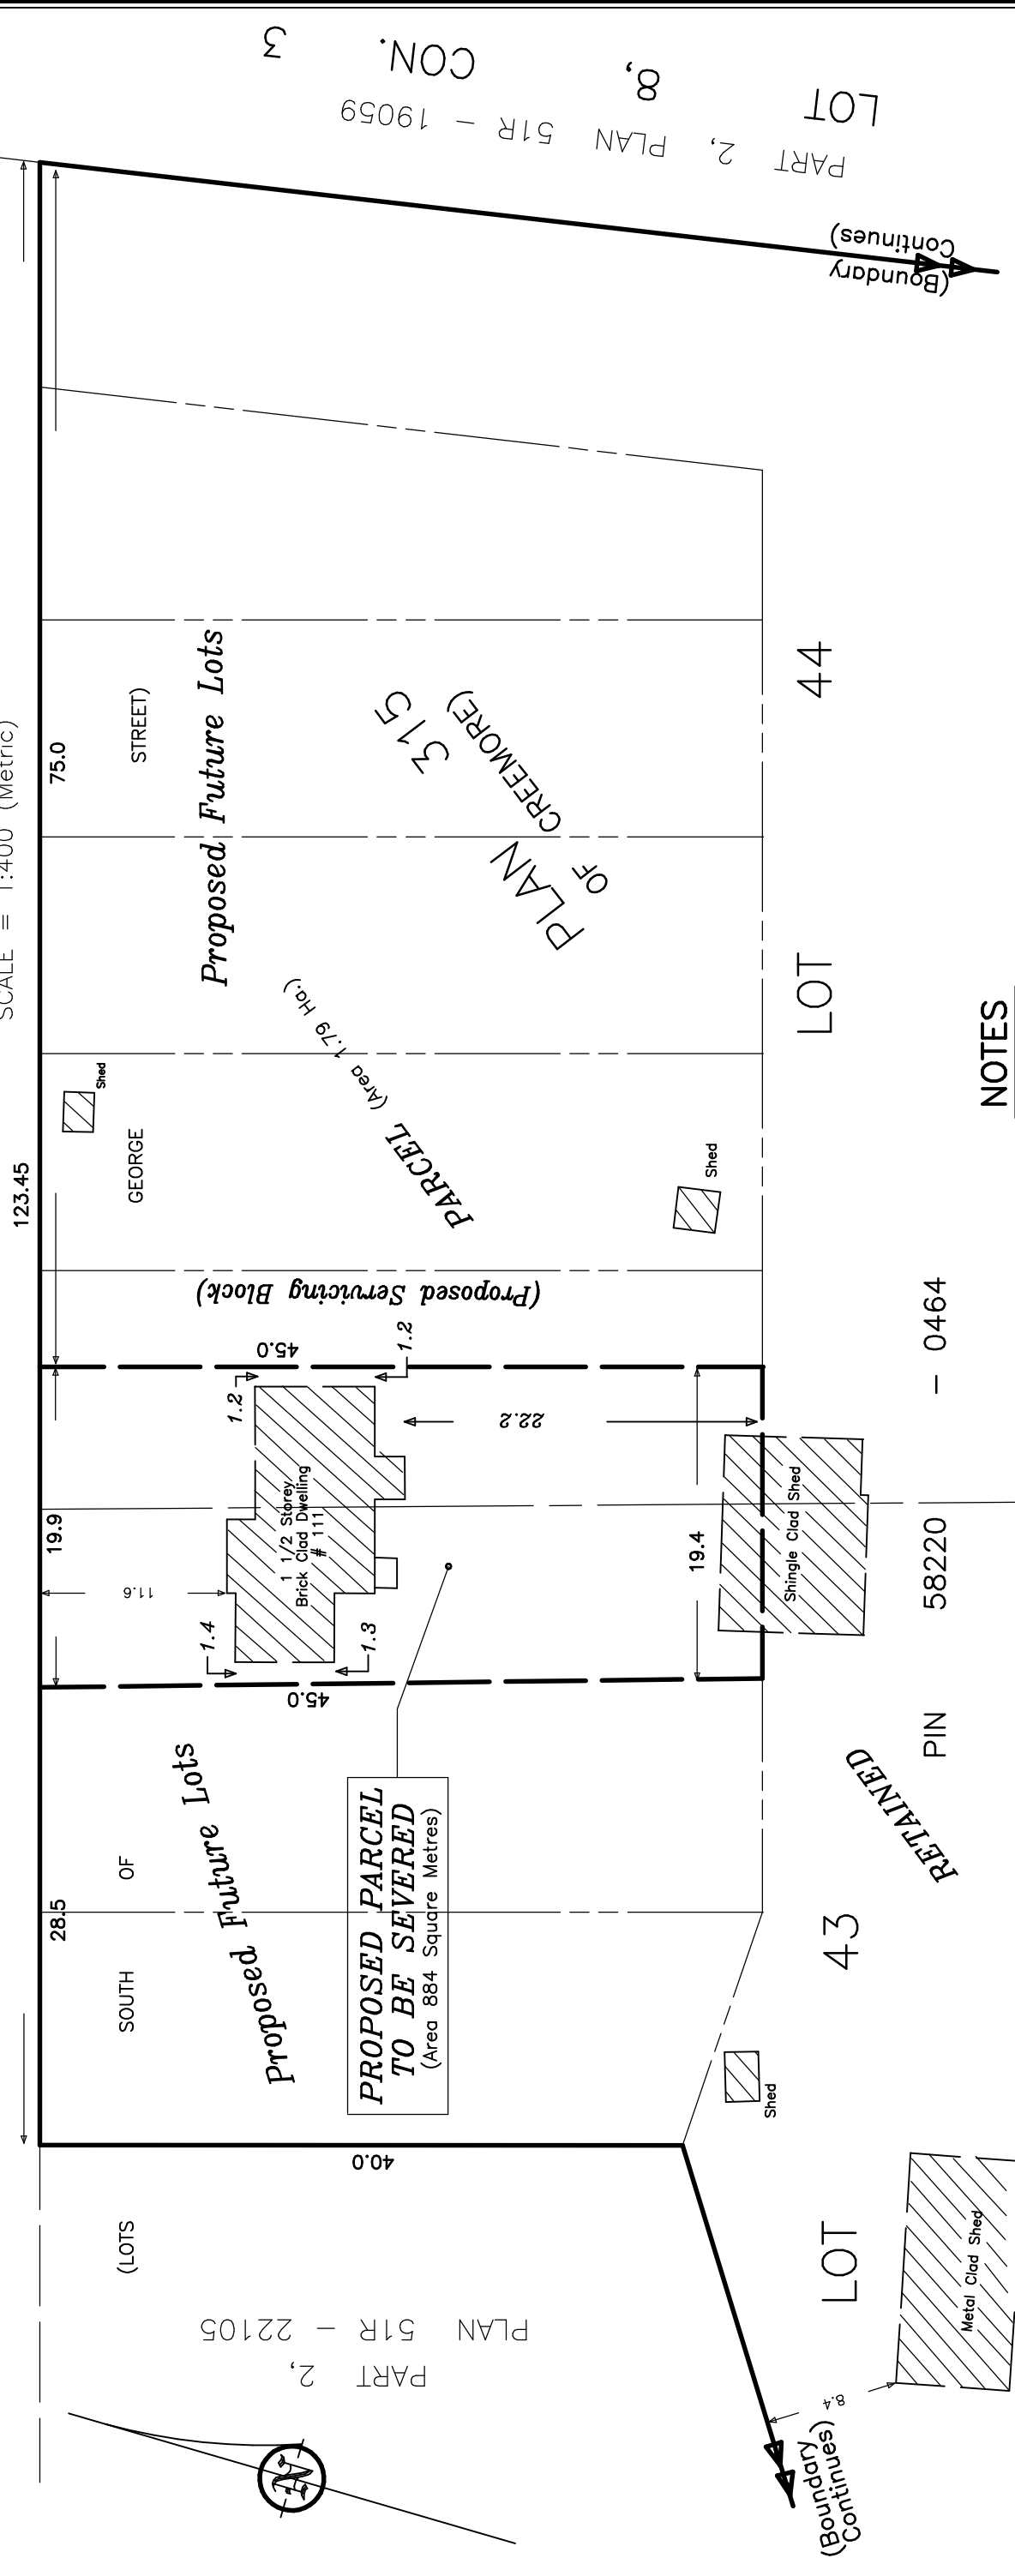 SCALE = 1:400 (Metric)
123.45
28.5
19.9
75.0
(LOTS
SOUTH
OF
GEORGE
STREET)
PART 2,
PLAN 51R - 22105
40.0
Proposed Future Lots
PROPOSED PARCEL
TO BE SEVERED
(Area 884 Square Metres)
45.0
11.6
1.4
1.3
1 1/2 Storey
Brick Clad Dwelling
# 111
1.2
1.2
22.2
45.0
19.4
Shingle Clad Shed
(Proposed Servicing Block)
Shed
Shed
PARCEL (Area 1.79 Ha.)
Proposed Future Lots
PLAN 315
OF CREEMORE)
LOT 8, CON. 3
PART 2, PLAN 51R - 19059
(Boundary
Continues)
LOT 43
LOT 44
Shed
RETAINED
PIN 58220 - 0464
Metal Clad Shed
8.4
(Boundary
Continues)
N
NOTES